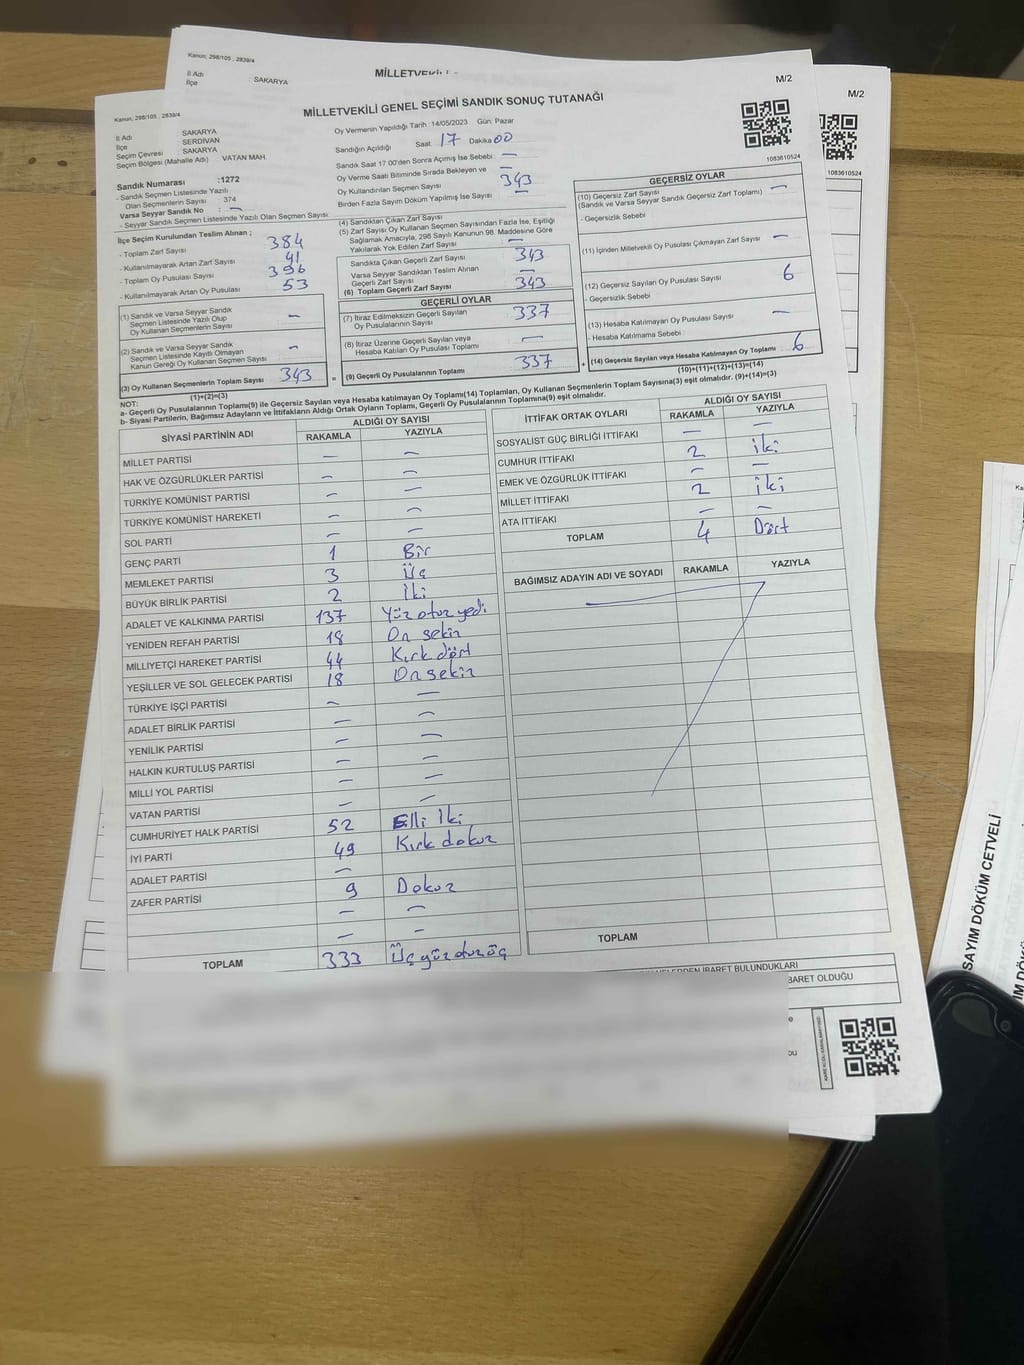 Kanun; 298/105 , 2839/4
İl Adı : SAKARYA
İlçe
MİLLETVEKİL
M/2
M/2
Kanun; 298/105 , 2839/4
MİLLETVEKİLİ GENEL SEÇİMİ SANDIK SONUÇ TUTANAĞI
İl Adı SAKARYA
İlçe SERDİVAN
Seçim Çevresi SAKARYA
Seçim Bölgesi (Mahalle Adı) VATAN MAH.
Sandık Numarası :1272
- Sandık Seçmen Listesinde Yazılı Olan Seçmenlerin Sayısı 374
Varsa Seyyar Sandık No : —
- Seyyar Sandık Seçmen Listesinde Yazılı Olan Seçmen Sayısı
Oy Vermenin Yapıldığı Tarih :14/05/2023 Gün: Pazar
Sandığın Açıldığı Saat 17 Dakika 00
Sandık Saat 17:00'den Sonra Açılmış İse Sebebi —
Oy Verme Saati Bitiminde Sırada Bekleyen ve —
Oy Kullandırılan Seçmen Sayısı 343
Birden Fazla Sayım Döküm Yapılmış İse Sayısı —
1083610524
1083610524
İlçe Seçim Kurulundan Teslim Alınan ;
- Toplam Zarf Sayısı 384
- Kullanılmayarak Artan Zarf Sayısı 41
- Toplam Oy Pusulası Sayısı 396
- Kullanılmayarak Artan Oy Pusulası 53
(1) Sandık ve Varsa Seyyar Sandık Seçmen Listesinde Yazılı Olup Oy Kullanan Seçmenlerin Sayısı —
(2) Sandık ve Varsa Seyyar Sandık Seçmen Listesinde Kayıtlı Olmayan Kanun Gereği Oy Kullanan Seçmen Sayısı —
(3) Oy Kullanan Seçmenlerin Toplam Sayısı 343
(1)+(2)=(3)
(4) Sandıktan Çıkan Zarf Sayısı
(5) Zarf Sayısı Oy Kullanan Seçmen Sayısından Fazla İse, Eşitliği Sağlamak Amacıyla, 298 Sayılı Kanunun 98. Maddesine Göre Yakılarak Yok Edilen Zarf Sayısı —
Sandıkta Çıkan Geçerli Zarf Sayısı 343
Varsa Seyyar Sandıktan Teslim Alınan Geçerli Zarf Sayısı —
(6) Toplam Geçerli Zarf Sayısı 343
GEÇERLİ OYLAR
(7) İtiraz Edilmeksizin Geçerli Sayılan Oy Pusulalarının Sayısı 337
(8) İtiraz Üzerine Geçerli Sayılan veya Hesaba Katılan Oy Pusulası Toplamı —
(9) Geçerli Oy Pusulalarının Toplamı 337
GEÇERSİZ OYLAR
(10) Geçersiz Zarf Sayısı —
(Sandık ve Varsa Seyyar Sandık Geçersiz Zarf Toplamı)
- Geçersizlik Sebebi
(11) İçinden Milletvekili Oy Pusulası Çıkmayan Zarf Sayısı —
(12) Geçersiz Sayılan Oy Pusulası Sayısı 6
- Geçersizlik Sebebi
(13) Hesaba Katılmayan Oy Pusulası Sayısı —
- Hesaba Katılmama Sebebi
(14) Geçersiz Sayılan veya Hesaba Katılmayan Oy Toplamı 6
(10)+(11)+(12)+(13)=(14)
NOT:
a- Geçerli Oy Pusulalarının Toplamı(9) ile Geçersiz Sayılan veya Hesaba katılmayan Oy Toplamı(14) Toplamları, Oy Kullanan Seçmenlerin Toplam Sayısına(3) eşit olmalıdır. (9)+(14)=(3)
b- Siyasi Partilerin, Bağımsız Adayların ve İttifakların Aldığı Ortak Oyların Toplamı, Geçerli Oy Pusulalarının Toplamına(9) eşit olmalıdır.
SİYASİ PARTİNİN ADI ALDIĞI OY SAYISI
RAKAMLA YAZIYLA
MİLLET PARTİSİ — —
HAK VE ÖZGÜRLÜKLER PARTİSİ — —
TÜRKİYE KOMÜNİST PARTİSİ — —
TÜRKİYE KOMÜNİST HAREKETİ — —
SOL PARTİ — —
GENÇ PARTİ 1 Bir
MEMLEKET PARTİSİ 3 Üç
BÜYÜK BİRLİK PARTİSİ 2 İki
ADALET VE KALKINMA PARTİSİ 137 Yüz otuz yedi
YENİDEN REFAH PARTİSİ 18 On sekiz
MİLLİYETÇİ HAREKET PARTİSİ 44 Kırk dört
YEŞİLLER VE SOL GELECEK PARTİSİ 18 On sekiz
TÜRKİYE İŞÇİ PARTİSİ — —
ADALET BİRLİK PARTİSİ — —
YENİLİK PARTİSİ — —
HALKIN KURTULUŞ PARTİSİ — —
MİLLİ YOL PARTİSİ — —
VATAN PARTİSİ — —
CUMHURİYET HALK PARTİSİ 52 Elli İki
İYİ PARTİ 49 Kırk dokuz
ADALET PARTİSİ —
ZAFER PARTİSİ 9 Dokuz
— —
— —
TOPLAM 333 Üç yüz otuz üç
İTTİFAK ORTAK OYLARI ALDIĞI OY SAYISI
RAKAMLA YAZIYLA
SOSYALİST GÜÇ BİRLİĞİ İTTİFAKI — —
CUMHUR İTTİFAKI 2 İki
EMEK VE ÖZGÜRLÜK İTTİFAKI — —
MİLLET İTTİFAKI 2 İki
ATA İTTİFAKI — —
TOPLAM 4 Dört
BAĞIMSIZ ADAYIN ADI VE SOYADI RAKAMLA YAZIYLA
TOPLAM
İBARET BULUNDUKLARI
BARET OLDUĞU
SAYIM DÖKÜM CETVELİ